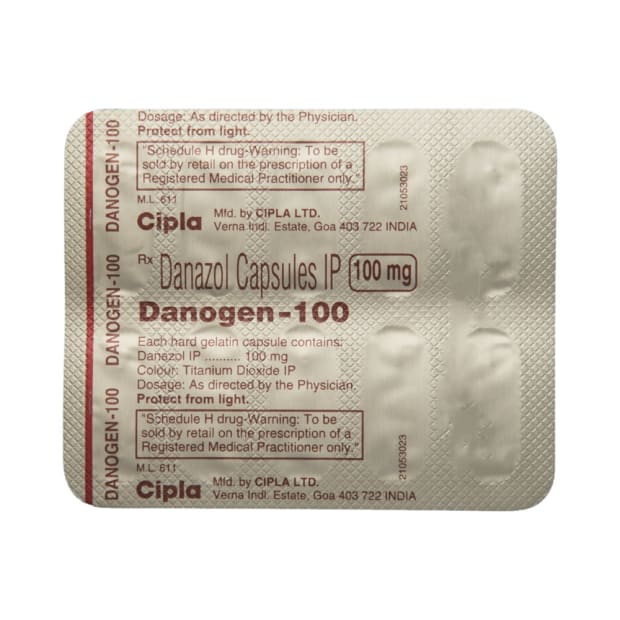 Dosage: As directed by the Physician.
Protect from light.
"Schedule H drug-Warning: To be
sold by retail on the prescription of a
Registered Medical Practitioner only."
M.L. 611
Cipla
Mfd. by CIPLA LTD.
Verna Indl. Estate, Goa 403 722 INDIA
21053023
Rx Danazol Capsules IP 100 mg
Danogen-100
Each hard gelatin capsule contains:
Danazol IP .......... 100 mg
Colour: Titanium Dioxide IP
Dosage: As directed by the Physician.
Protect from light.
"Schedule H drug-Warning: To be
sold by retail on the prescription of a
Registered Medical Practitioner only."
M.L. 611
Cipla
Mfd. by CIPLA LTD.
Verna Indl. Estate, Goa 403 722 INDIA
21053023
DANOGEN-100
DANOGEN-100
DANOGEN-100